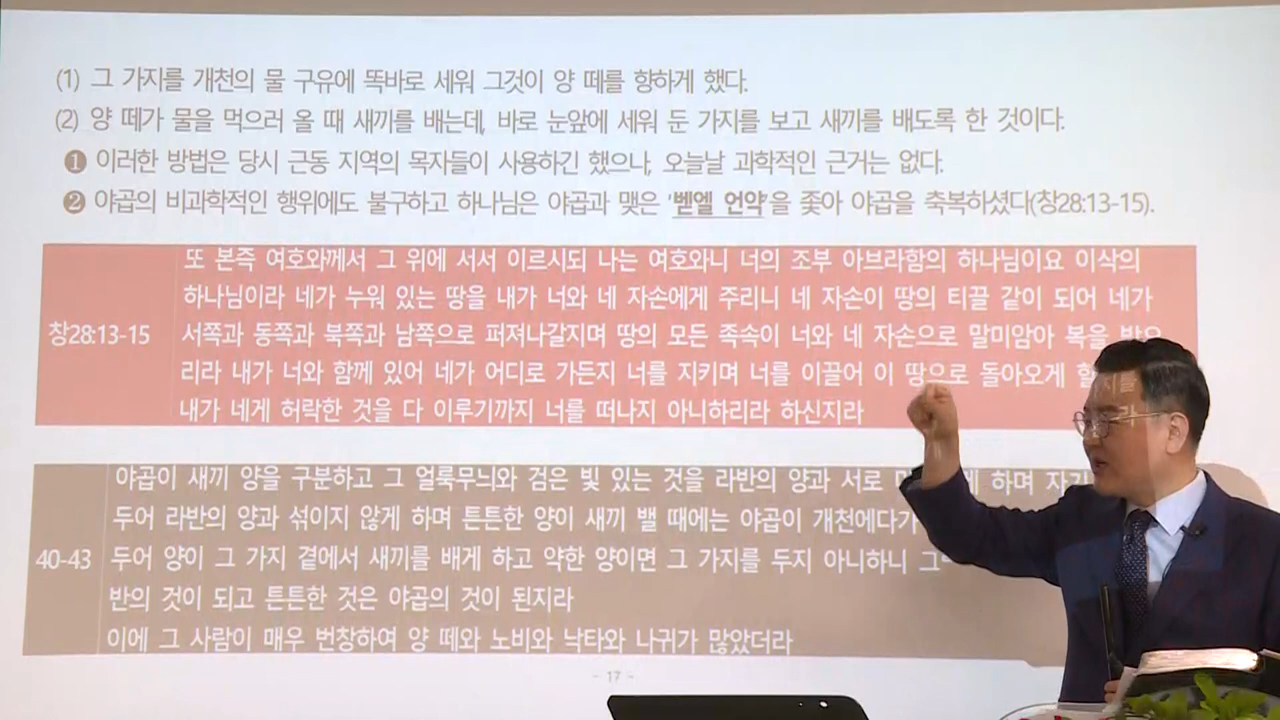 (1) 그 가지를 개천의 물 구유에 똑바로 세워 그것이 양 떼를 향하게 했다.
(2) 양 떼가 물을 먹으러 올 때 새끼를 배는데, 바로 눈앞에 세워 둔 가지를 보고 새끼를 배도록 한 것이다.
❶ 이러한 방법은 당시 근동 지역의 목자들이 사용하긴 했으나, 오늘날 과학적인 근거는 없다.
❷ 야곱의 비과학적인 행위에도 불구하고 하나님은 야곱과 맺은 '벧엘 언약'을 좇아 야곱을 축복하셨다(창28:13-15).
또 본즉 여호와께서 그 위에 서서 이르시되 나는 여호와니 너의 조부 아브라함의 하나님이요 이삭의
하나님이라 네가 누워 있는 땅을 내가 너와 네 자손에게 주리니 네 자손이 땅의 티끌 같이 되어 네가
창28:13-15 서쪽과 동쪽과 북쪽과 남쪽으로 퍼져나갈지며 땅의 모든 족속이 너와 네 자손으로 말미암아 복을
리라 내가 너와 함께 있어 네가 어디로 가든지 너를 지키며 너를 이끌어 이 땅으로 돌아오게
내가 네게 허락한 것을 다 이루기까지 너를 떠나지 아니하리라 하신지라
야곱이 새끼 양을 구분하고 그 얼룩무늬와 검은 빛 있는 것을 라반의 양과 서로 하며
두어 라반의 양과 섞이지 않게 하며 튼튼한 양이 새끼 밸 때에는 야곱이 개천에다가
40-43 두어 양이 그 가지 곁에서 새끼를 배게 하고 약한 양이면 그 가지를 두지 아니하니
반의 것이 되고 튼튼한 것은 야곱의 것이 된지라
이에 그 사람이 매우 번창하여 양 떼와 노비와 낙타와 나귀가 많았더라
- 17 -